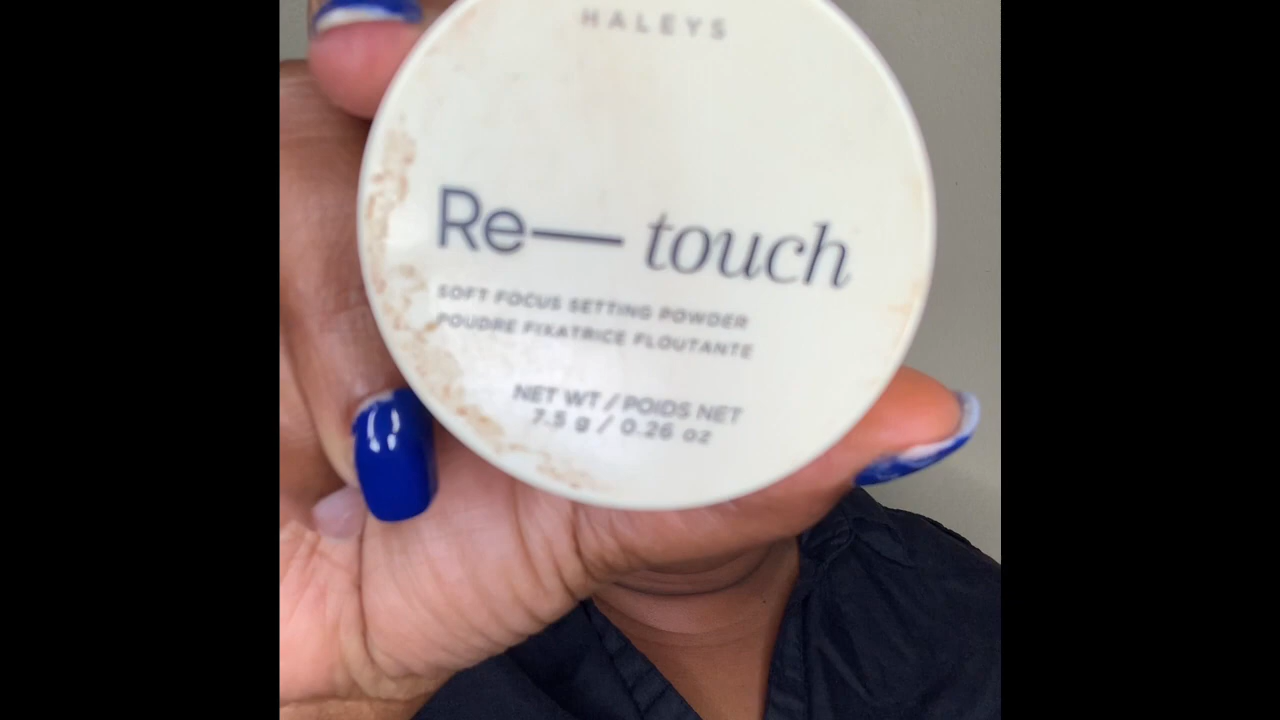 HALEYS
Re— touch
SOFT FOCUS SETTING POWDER
POUDRE FIXATRICE FLOUTANTE
NET WT / POIDS NET
7.5 g / 0.26 oz